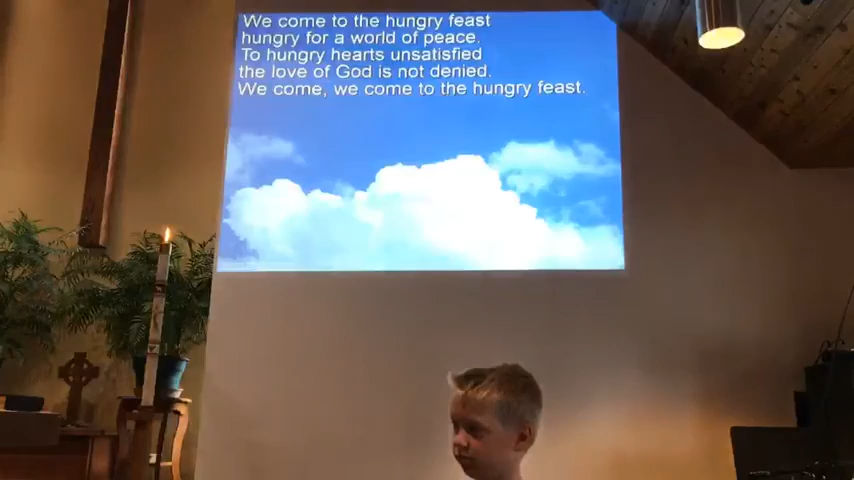 We come to the hungry feast
hungry for a world of peace.
To hungry hearts unsatisfied
the love of God is not denied.
We come, we come to the hungry feast.